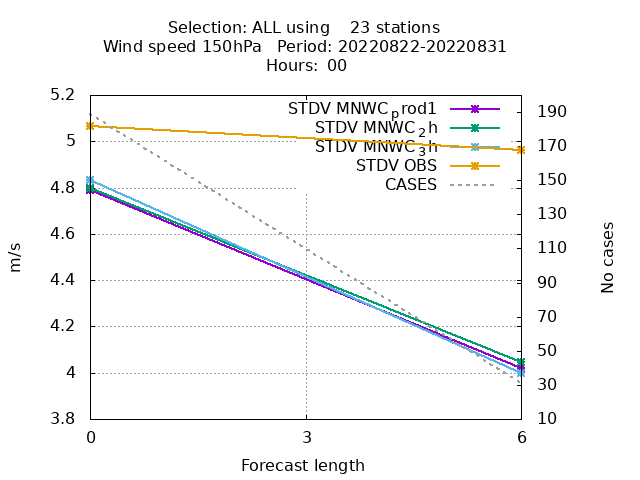 Selection: ALL using    23 stations
Wind speed 150hPa   Period: 20220822-20220831
Hours: 00
5.2
5
4.8
4.6
4.4
4.2
4
3.8
m/s
STDV MNWC_prod1
STDV MNWC_2h
STDV MNWC_3h
STDV OBS
CASES
190
170
150
130
110
90
70
50
30
10
No cases
0
3
6
Forecast length